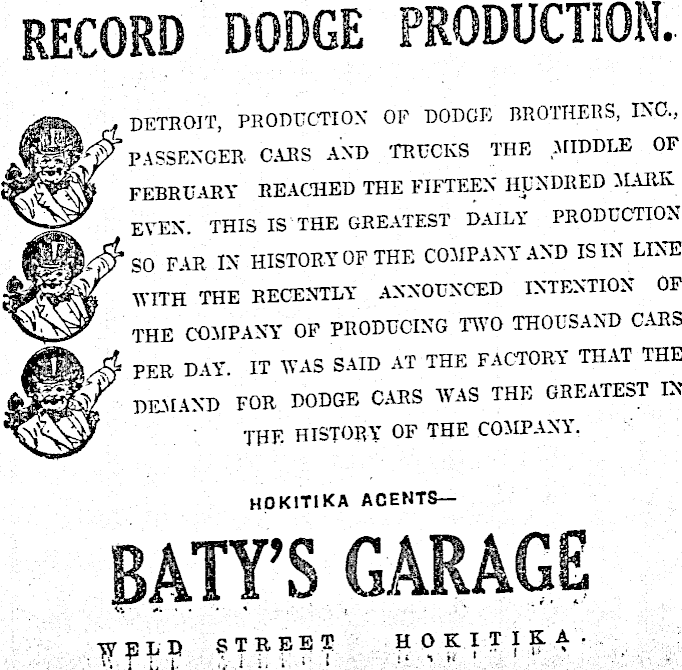 RECORD DODGE PRODUCTION.
DETROIT, PRODUCTION OF DODGE BROTHERS, INC.,
PASSENGER CARS AND TRUCKS THE MIDDLE OF
FEBRUARY REACHED THE FIFTEEN HUNDRED MARK
EVEN. THIS IS THE GREATEST DAILY PRODUCTION
SO FAR IN HISTORY OF THE COMPANY AND IS IN LINE
WITH THE RECENTLY ANNOUNCED INTENTION OF
THE COMPANY OF PRODUCING TWO THOUSAND CARS
PER DAY. IT WAS SAID AT THE FACTORY THAT THE
DEMAND FOR DODGE CARS WAS THE GREATEST IN
THE HISTORY OF THE COMPANY.
HOKITIKA AGENTS—
BATY'S GARAGE
WELD STREET HOKITIKA.